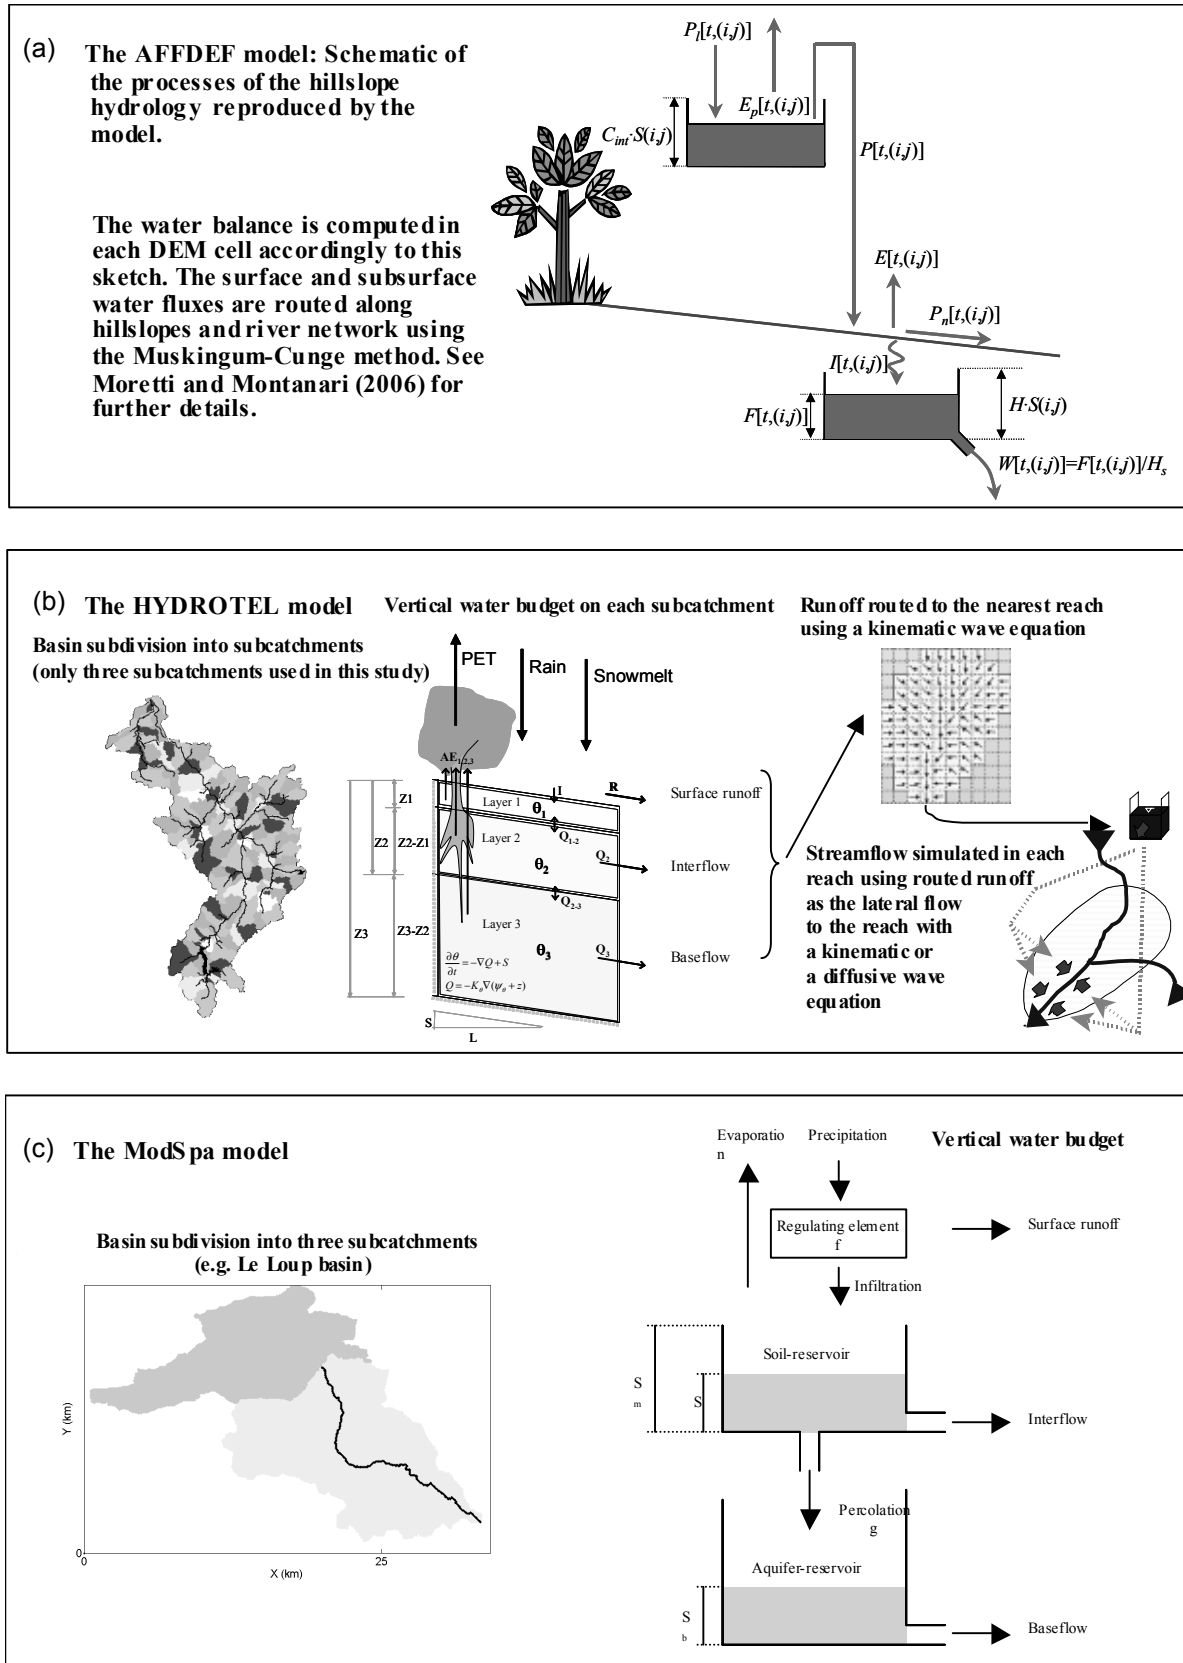 (a) The AFFDEF model: Schematic of
the processes of the hillslope
hydrology reproduced by the
model.
The water balance is computed in
each DEM cell accordingly to this
sketch. The surface and subsurface
water fluxes are routed along
hillslopes and river network using
the Muskingum-Cunge method. See
Moretti and Montanari (2006) for
further details.
P_l[t,(i,j)]
E_p[t,(i,j)]
C_int·S(i,j)
P[t,(i,j)]
E[t,(i,j)]
P_n[t,(i,j)]
I[t,(i,j)]
F[t,(i,j)]
H·S(i,j)
W[t,(i,j)]=F[t,(i,j)]/H_s
(b) The HYDROTEL model
Basin subdivision into subcatchments
(only three subcatchments used in this study)
Vertical water budget on each subcatchment
PET
Rain
Snowmelt
AE1,2,3
Z1
Z2
Z2-Z1
Z3
Z3-Z2
Layer 1
θ1
I
R
Surface runoff
Q1-2
Layer 2
θ2
Q2
Interflow
Q2-3
Layer 3
θ3
Q3
Baseflow
∂θ/∂t = −∇Q + S
Q = −K_θ∇(ψ_θ + z)
S
L
Runoff routed to the nearest reach
using a kinematic wave equation
Streamflow simulated in each
reach using routed runoff
as the lateral flow
to the reach with
a kinematic or
a diffusive wave
equation
(c) The ModSpa model
Basin subdivision into three subcatchments
(e.g. Le Loup basin)
Y (km)
0
0
25
X (km)
Vertical water budget
Evaporatio
n
Precipitation
Regulating element
f
Surface runoff
Infiltration
Soil-reservoir
S
m
S
Interflow
Percolation
g
Aquifer-reservoir
S
b
Baseflow